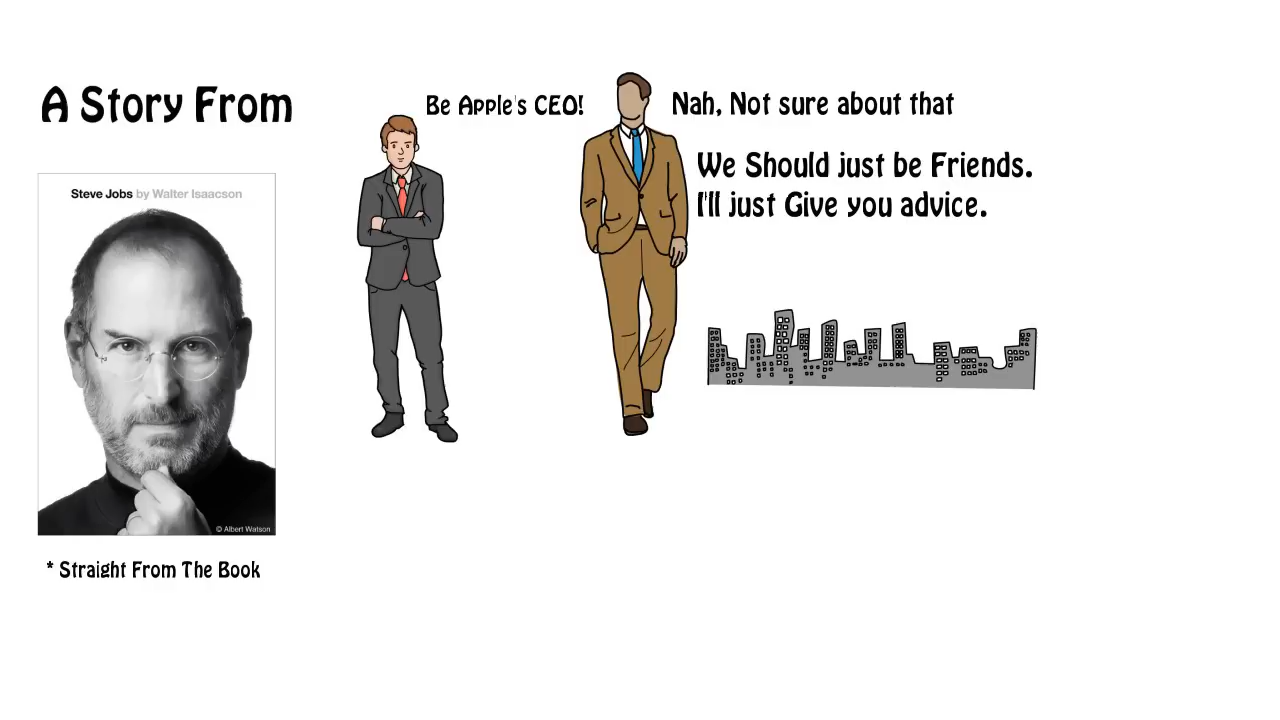 A Story From
Steve Jobs by Walter Isaacson
© Albert Watson
* Straight From The Book
Be Apple's CEO!
Nah, Not sure about that
We Should just be Friends.
I'll just Give you advice.